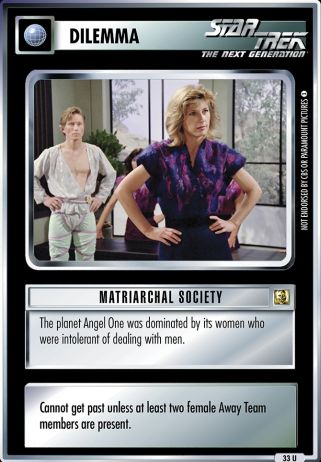 DILEMMA
STAR TREK
THE NEXT GENERATION
NOT ENDORSED BY CBS OR PARAMOUNT PICTURES
MATRIARCHAL SOCIETY
The planet Angel One was dominated by its women who
were intolerant of dealing with men.
Cannot get past unless at least two female Away Team
members are present.
33 U